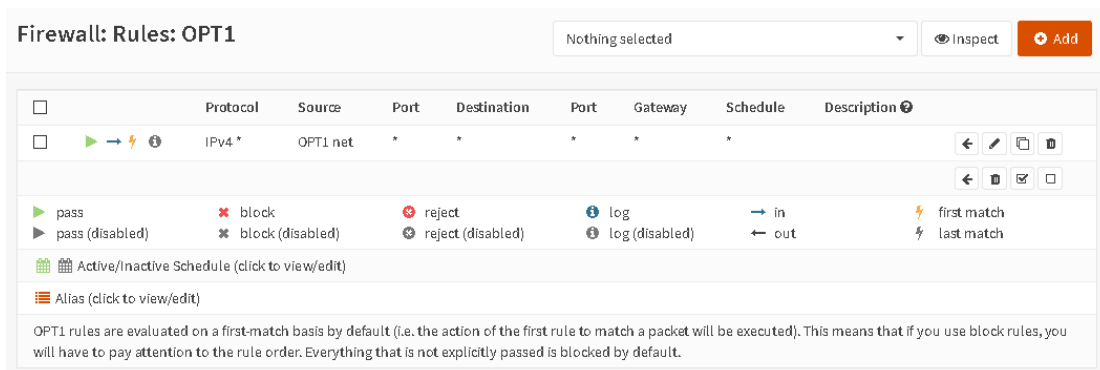 Firewall: Rules: OPT1
Nothing selected
Inspect
Add
Protocol Source Port Destination Port Gateway Schedule Description
IPv4 * OPT1 net * * * * *
pass block reject log in first match
pass (disabled) block (disabled) reject (disabled) log (disabled) out last match
Active/Inactive Schedule (click to view/edit)
Alias (click to view/edit)
OPT1 rules are evaluated on a first-match basis by default (i.e. the action of the first rule to match a packet will be executed). This means that if you use block rules, you
will have to pay attention to the rule order. Everything that is not explicitly passed is blocked by default.